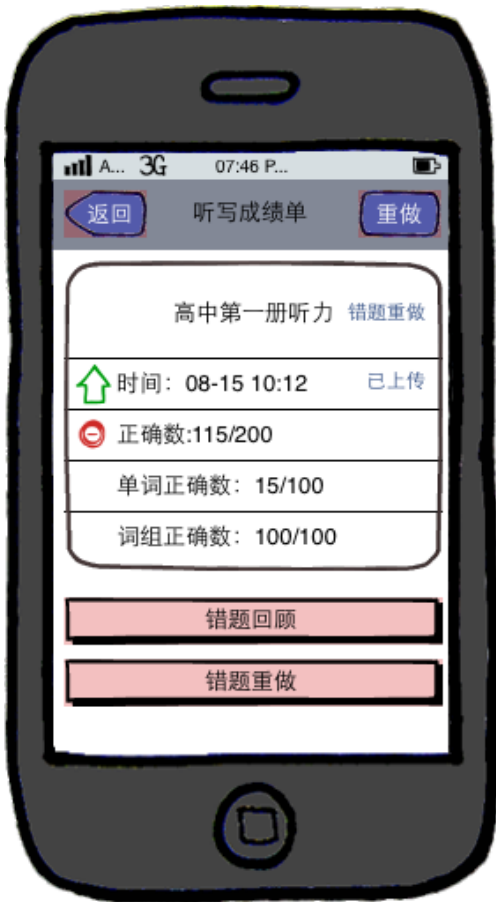 A... 3G 07:46 P...
返回 听写成绩单 重做
高中第一册听力 错题重做
时间：08-15 10:12 已上传
正确数:115/200
单词正确数：15/100
词组正确数：100/100
错题回顾
错题重做